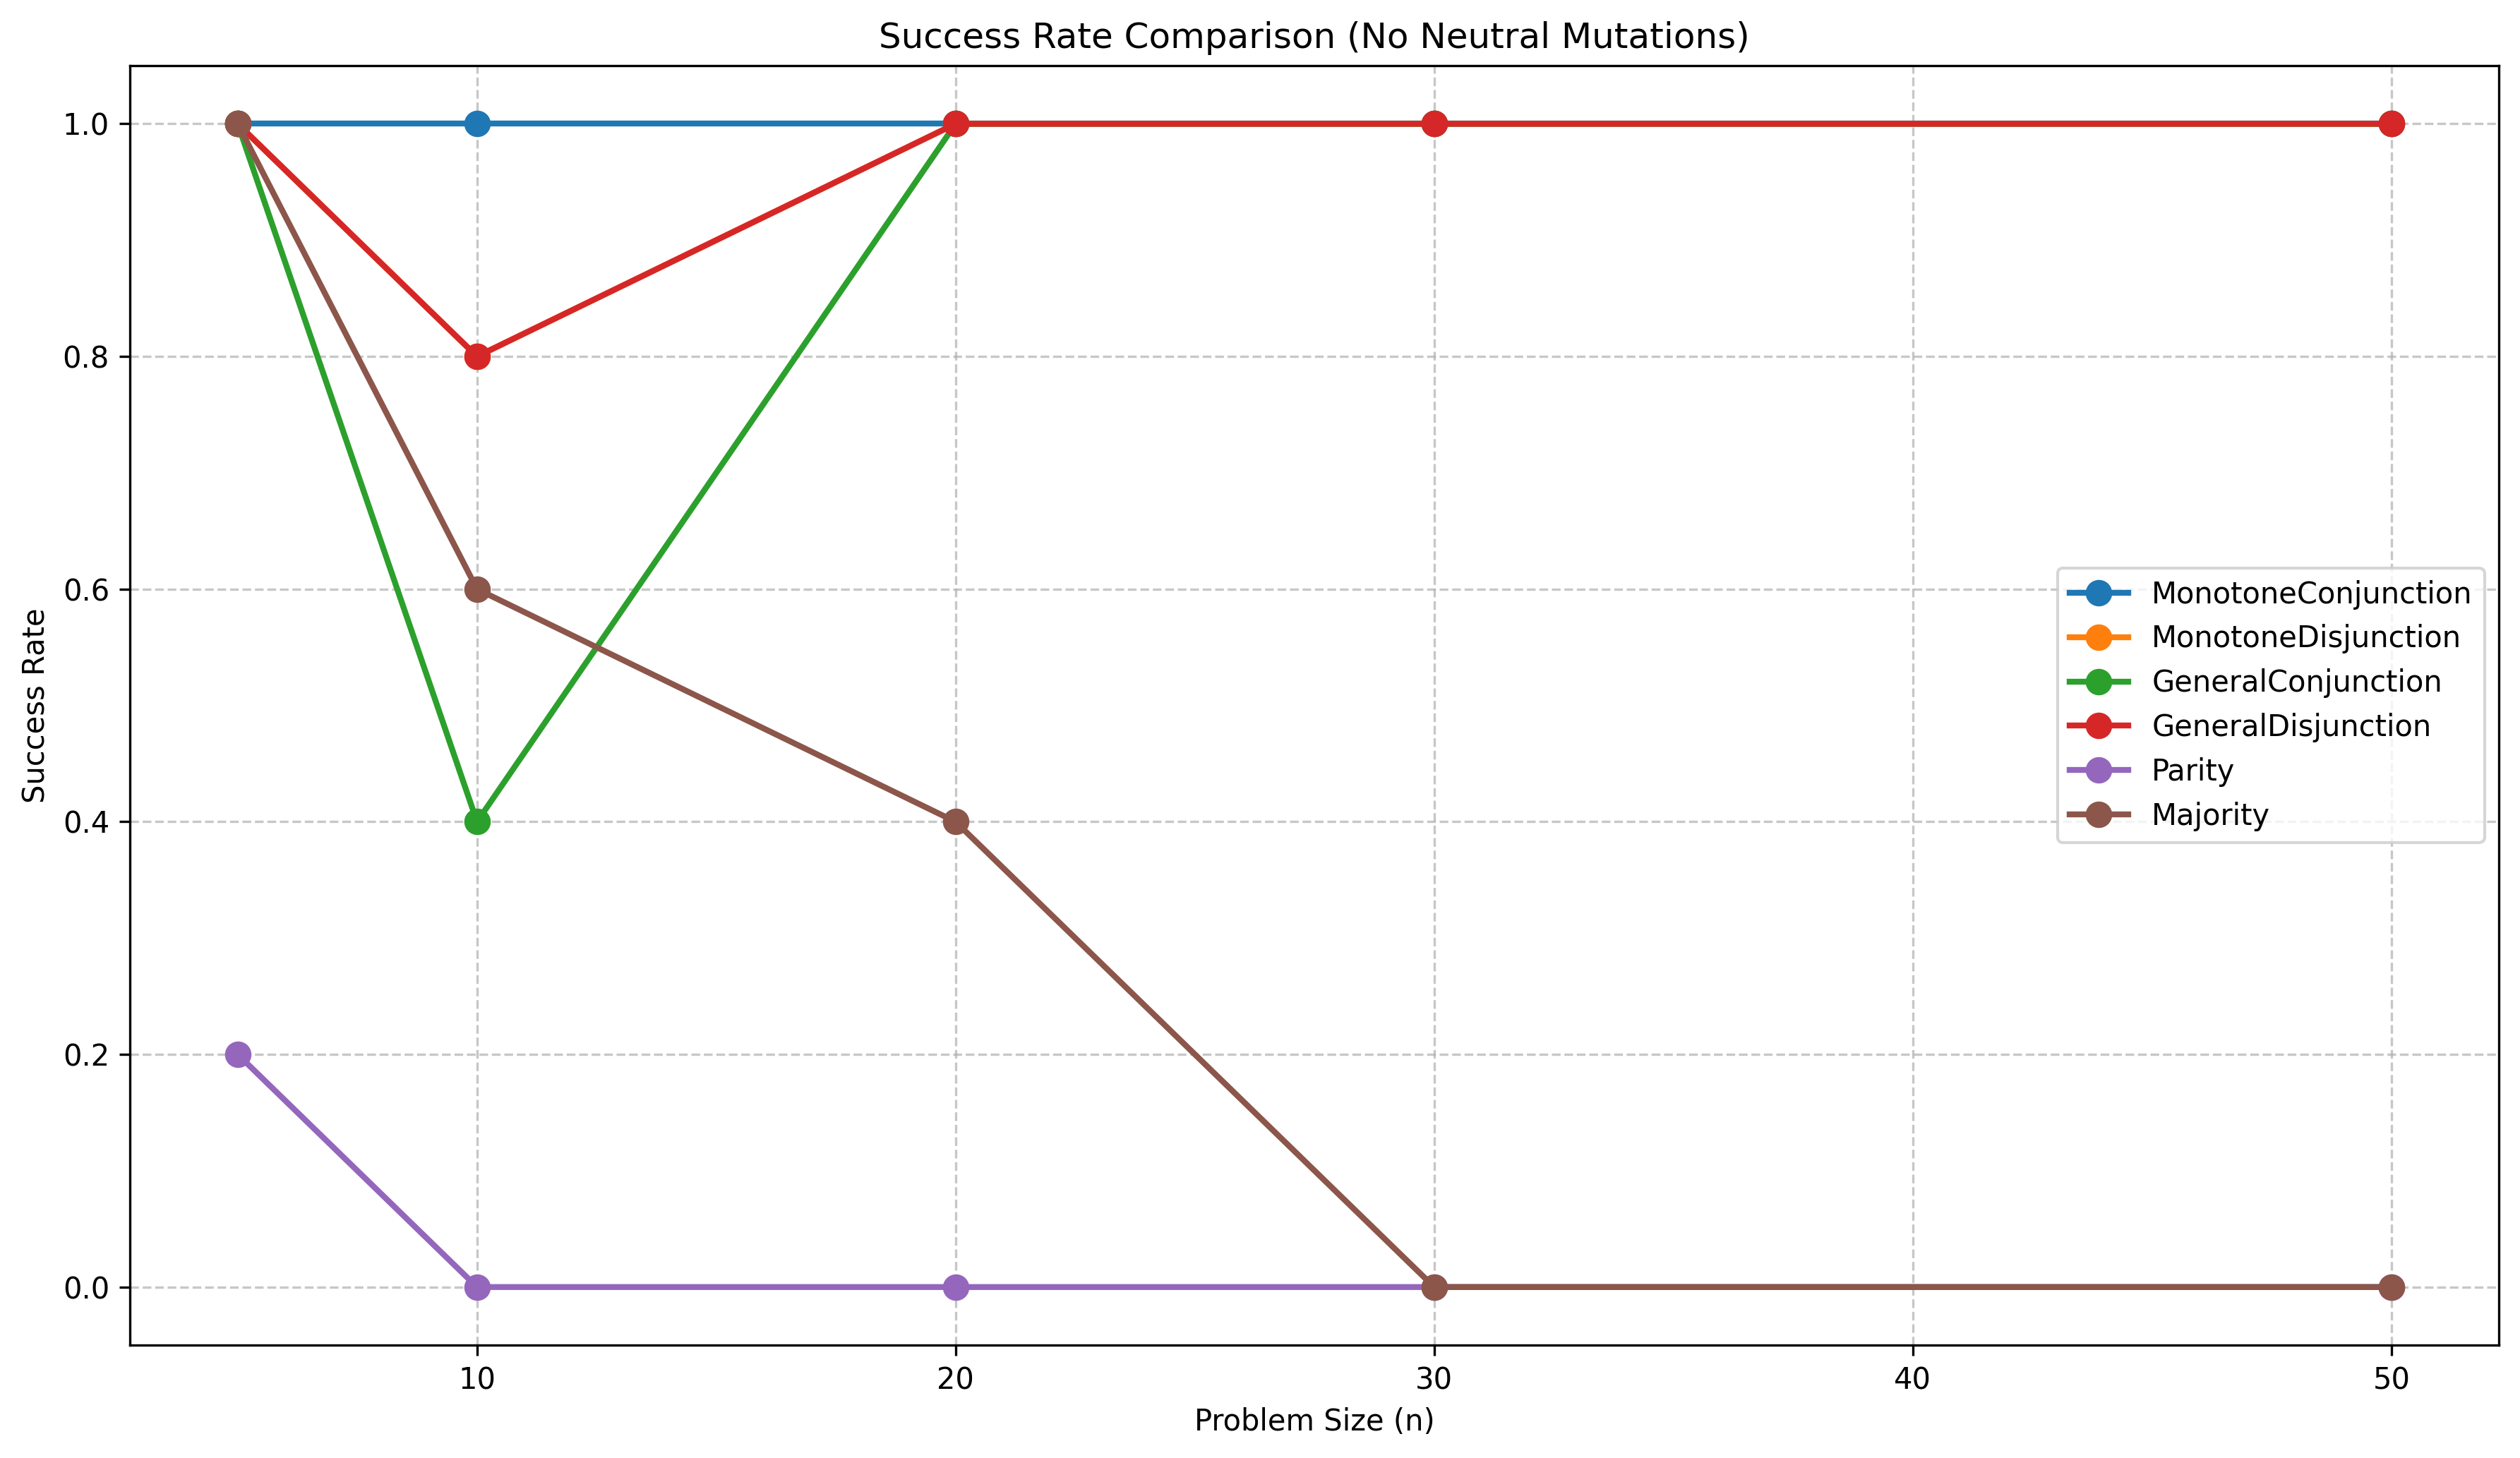 Success Rate Comparison (No Neutral Mutations)
Success Rate
1.0
0.8
0.6
0.4
0.2
0.0
MonotoneConjunction
MonotoneDisjunction
GeneralConjunction
GeneralDisjunction
Parity
Majority
10 20 30 40 50
Problem Size (n)